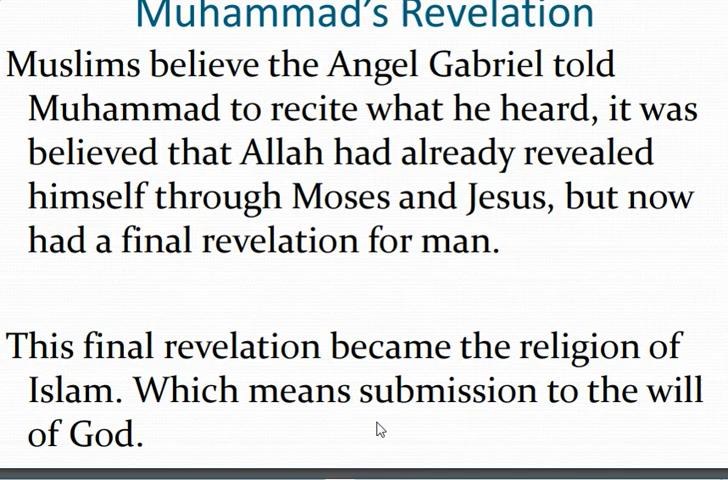 Muhammad's Revelation
Muslims believe the Angel Gabriel told
Muhammad to recite what he heard, it was
believed that Allah had already revealed
himself through Moses and Jesus, but now
had a final revelation for man.
This final revelation became the religion of
Islam. Which means submission to the will
of God.